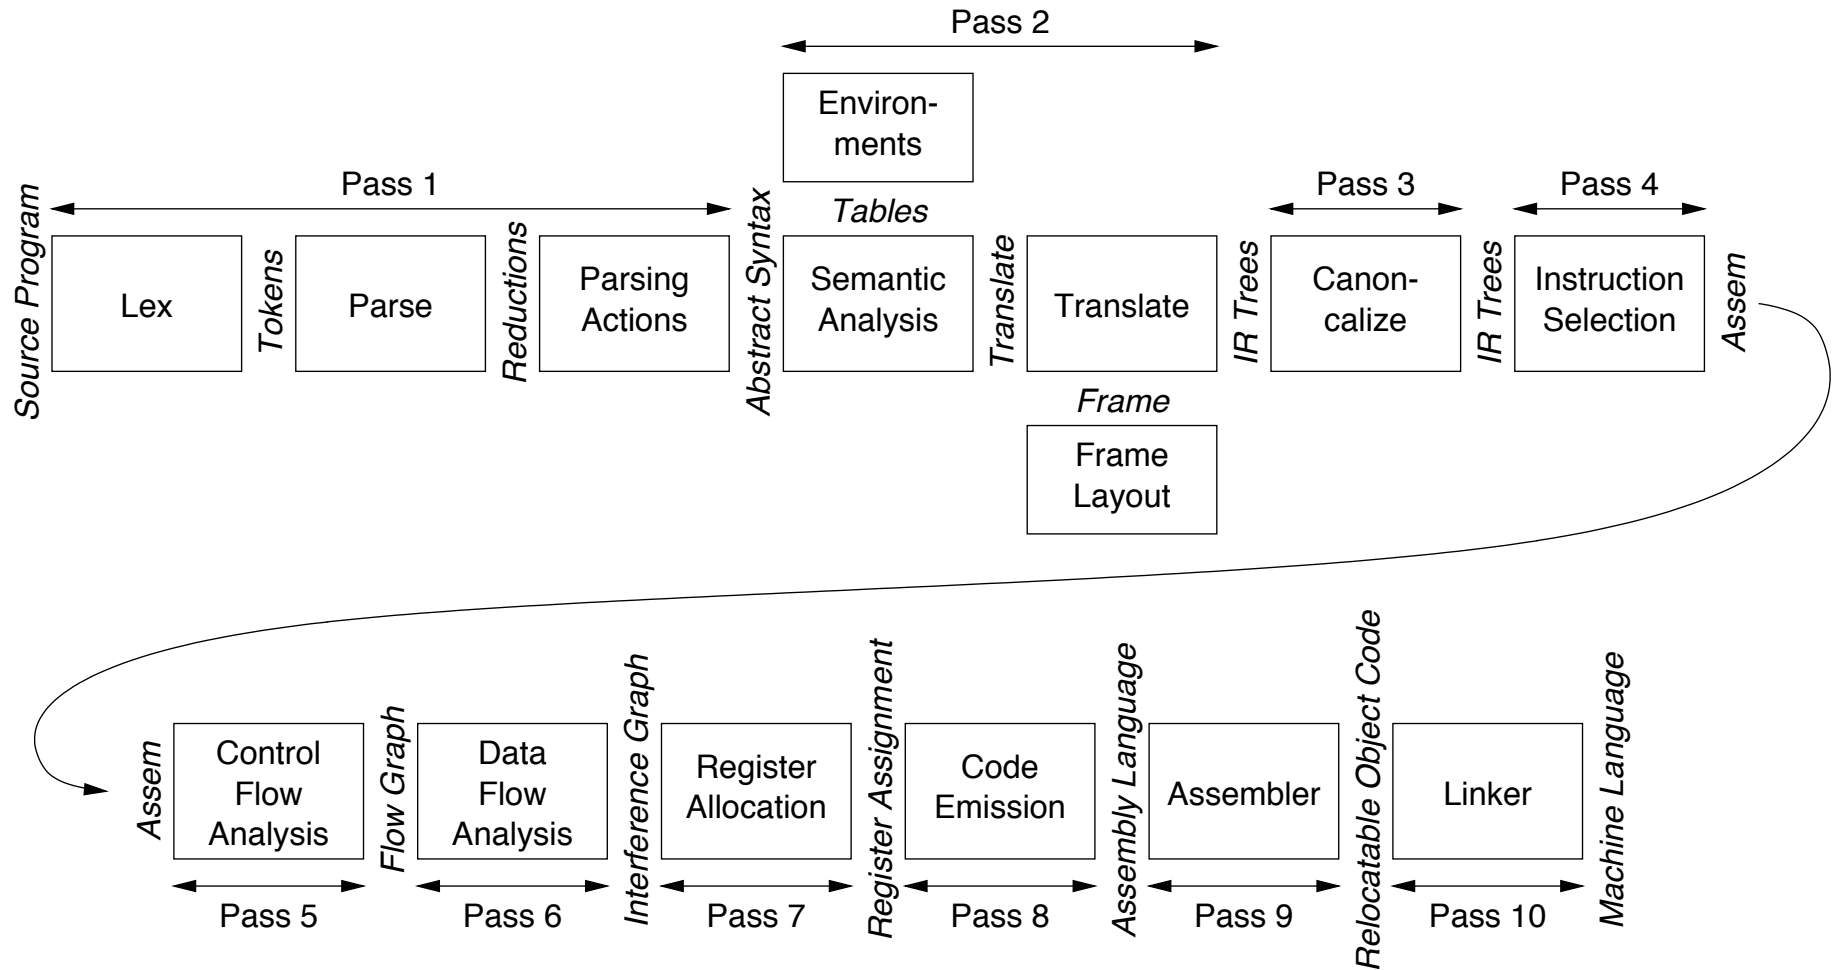 Pass 2
Environ-
ments
Pass 1
Tables
Pass 3
Pass 4
Source Program
Lex
Tokens
Parse
Reductions
Parsing
Actions
Abstract Syntax
Semantic
Analysis
Translate
Translate
IR Trees
Canon-
calize
IR Trees
Instruction
Selection
Assem
Frame
Frame
Layout
Assem
Control
Flow
Analysis
Flow Graph
Data
Flow
Analysis
Interference Graph
Register
Allocation
Register Assignment
Code
Emission
Assembly Language
Assembler
Relocatable Object Code
Linker
Machine Language
Pass 5
Pass 6
Pass 7
Pass 8
Pass 9
Pass 10